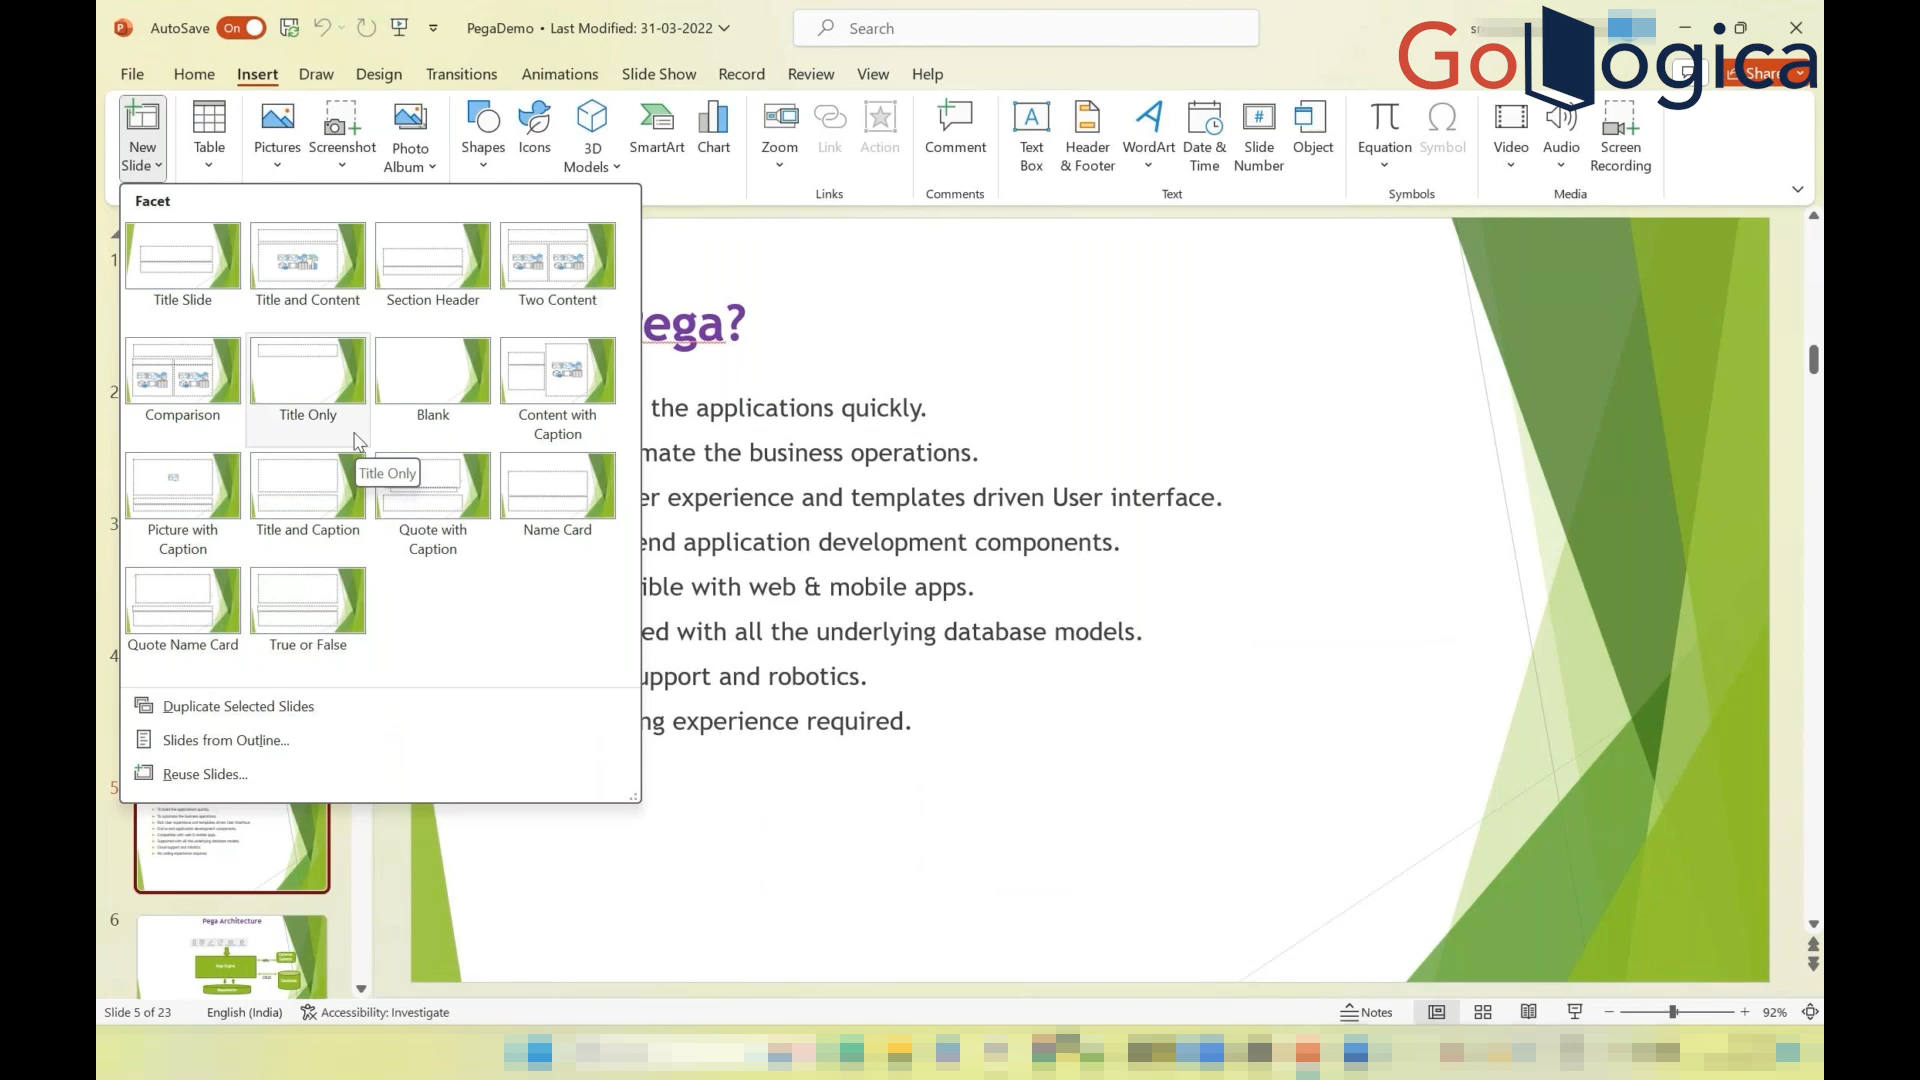 AutoSave On PegaDemo • Last Modified: 31-03-2022 Search
GoLogica
Share
File Home Insert Draw Design Transitions Animations Slide Show Record Review View Help
New Slide Table Pictures Screenshot Photo Album Shapes Icons 3D Models SmartArt Chart Zoom Link Action Comment Text Box Header & Footer WordArt Date & Time Slide Number Object Equation Symbol Video Audio Screen Recording
Links Comments Text Symbols Media
Facet
Title Slide Title and Content Section Header Two Content
Comparison Title Only Blank Content with Caption
Title Only
Picture with Caption Title and Caption Quote with Caption Name Card
Quote Name Card True or False
Duplicate Selected Slides
Slides from Outline...
Reuse Slides...
1
2
3
4
5
6
Pega Architecture
ega?
the applications quickly.
mate the business operations.
er experience and templates driven User interface.
end application development components.
ible with web & mobile apps.
ed with all the underlying database models.
upport and robotics.
ng experience required.
Slide 5 of 23 English (India) Accessibility: Investigate Notes 92%